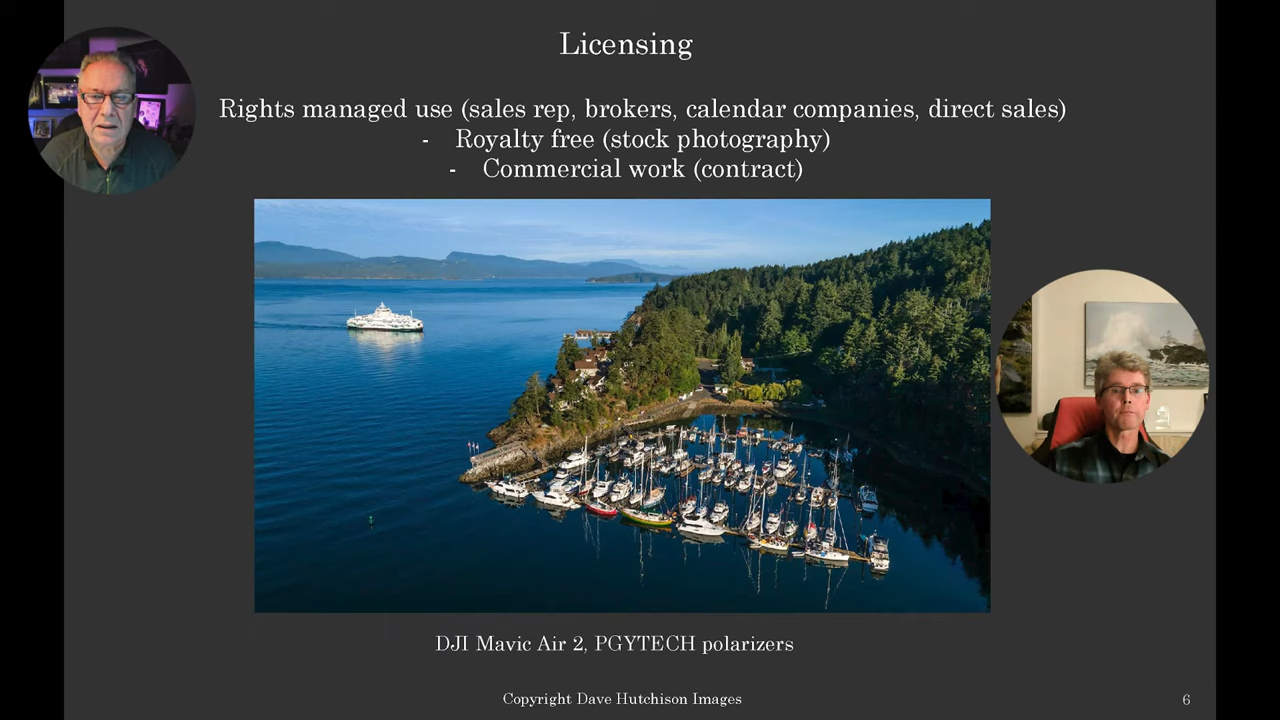 Licensing
Rights managed use (sales rep, brokers, calendar companies, direct sales)
- Royalty free (stock photography)
- Commercial work (contract)
DJI Mavic Air 2, PGYTECH polarizers
Copyright Dave Hutchison Images
6